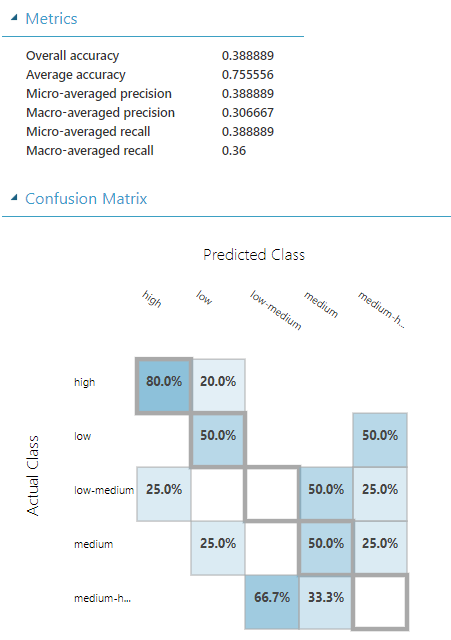 Metrics
Overall accuracy 0.388889
Average accuracy 0.755556
Micro-averaged precision 0.388889
Macro-averaged precision 0.306667
Micro-averaged recall 0.388889
Macro-averaged recall 0.36
Confusion Matrix
Predicted Class
high low low-medium medium medium-h...
Actual Class
high 80.0% 20.0%
low 50.0% 50.0%
low-medium 25.0% 50.0% 25.0%
medium 25.0% 50.0% 25.0%
medium-h... 66.7% 33.3%